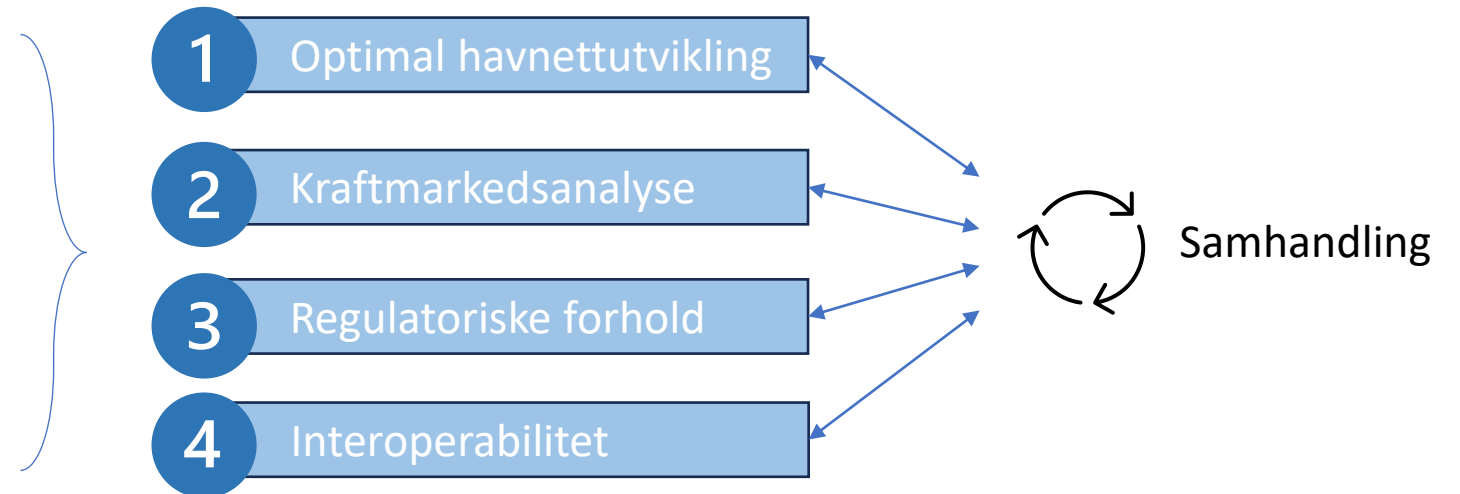 1 Optimal havnettutvikling
2 Kraftmarkedsanalyse
3 Regulatoriske forhold
4 Interoperabilitet
Samhandling